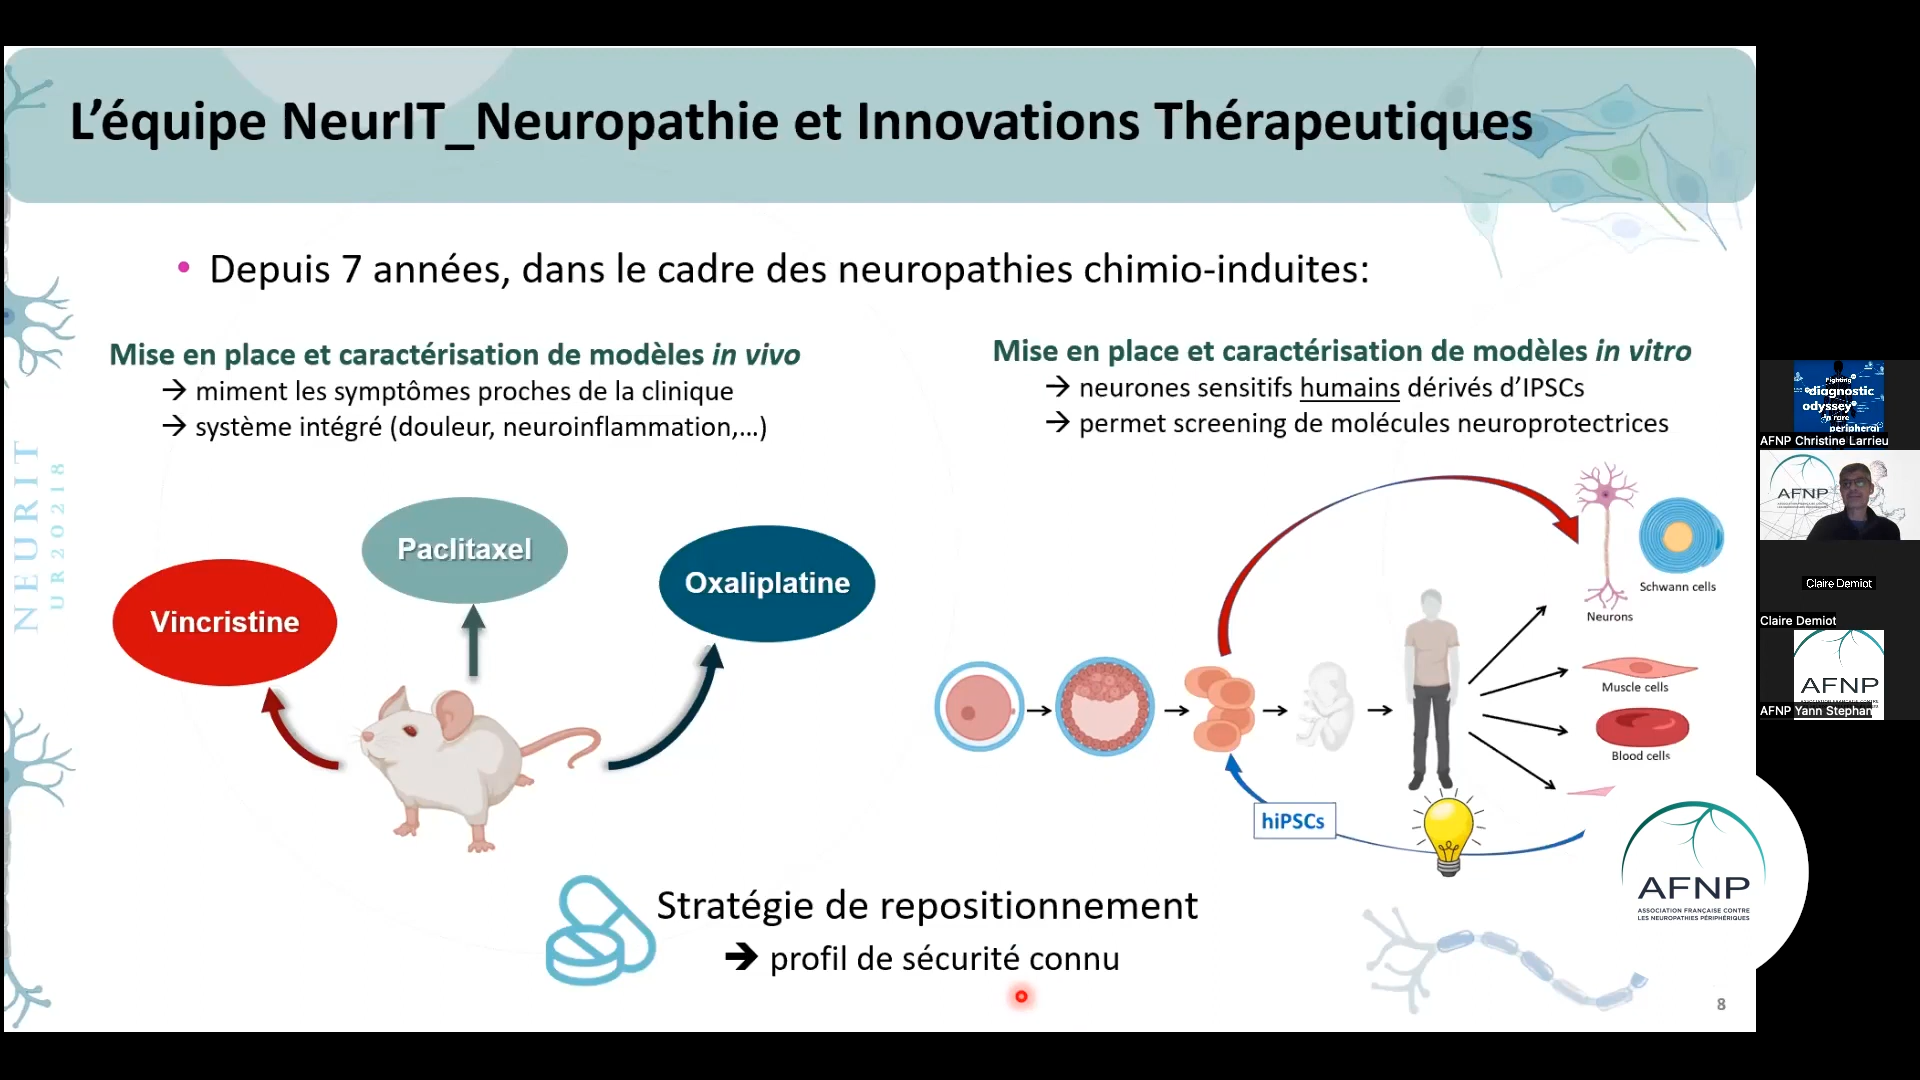 L'équipe NeurIT_Neuropathie et Innovations Thérapeutiques
• Depuis 7 années, dans le cadre des neuropathies chimio-induites:
Mise en place et caractérisation de modèles in vivo
→ miment les symptômes proches de la clinique
→ système intégré (douleur, neuroinflammation,...)
Mise en place et caractérisation de modèles in vitro
→ neurones sensitifs humains dérivés d'IPSCs
→ permet screening de molécules neuroprotectrices
NEURIT
UR20218
Vincristine
Paclitaxel
Oxaliplatine
Neurons
Schwann cells
Muscle cells
Blood cells
hiPSCs
Stratégie de repositionnement
➔ profil de sécurité connu
AFNP
ASSOCIATION FRANÇAISE CONTRE
LES NEUROPATHIES PÉRIPHÉRIQUES
8
Fighting
diagnostic
odyssey
in rare
peripheral
AFNP Christine Larrieu
AFNP
Claire Demiot
Claire Demiot
AFNP
AFNP Yann Stephan